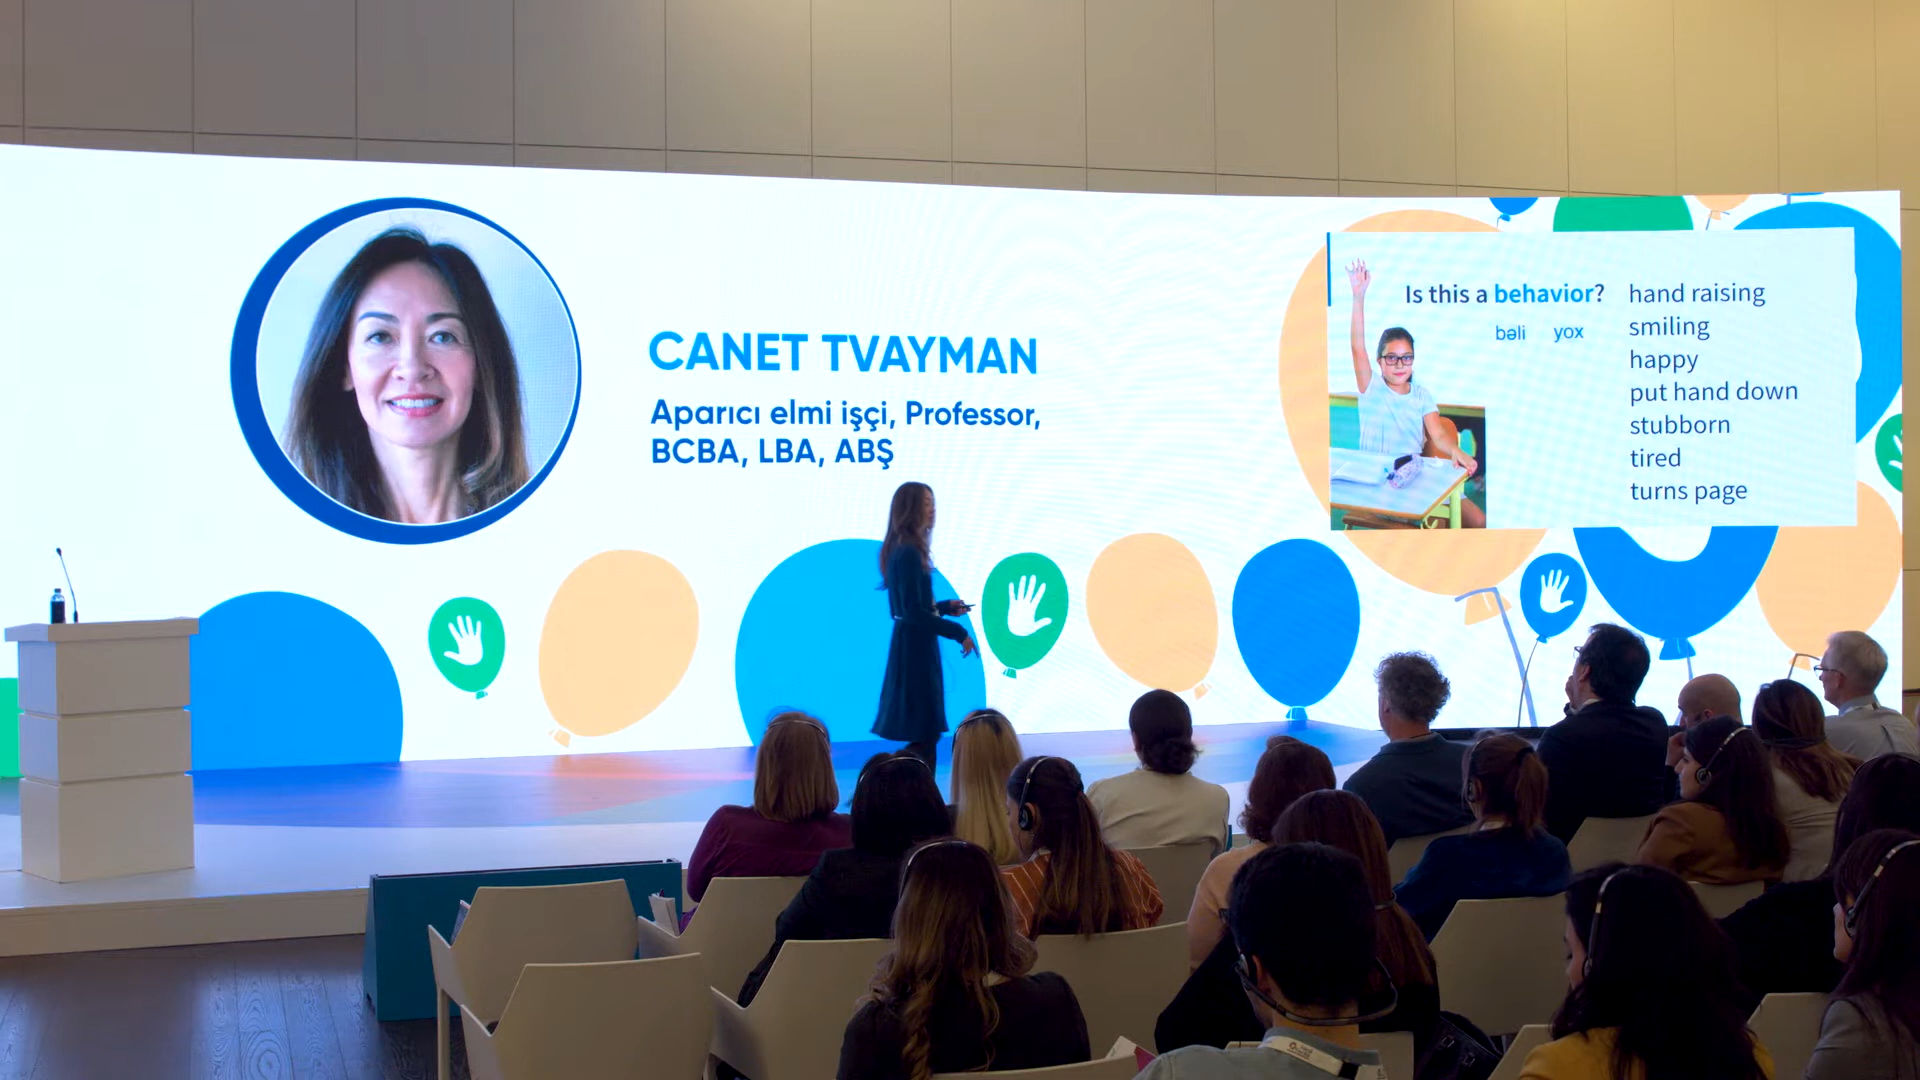 CANET TVAYMAN
Aparıcı elmi işçi, Professor,
BCBA, LBA, ABŞ
Is this a behavior?
bəli yox
hand raising
smiling
happy
put hand down
stubborn
tired
turns page